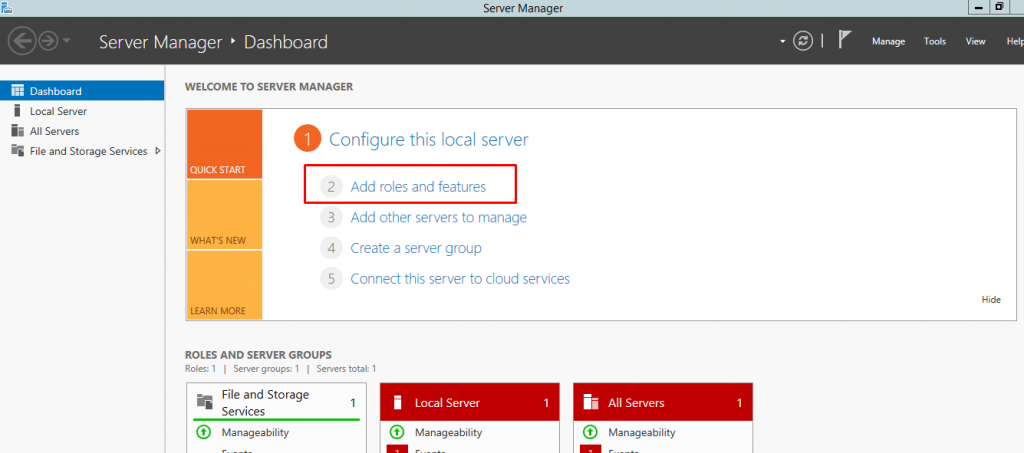 Server Manager
Server Manager • Dashboard
Manage Tools View Help
Dashboard
Local Server
All Servers
File and Storage Services
WELCOME TO SERVER MANAGER
QUICK START
WHAT'S NEW
LEARN MORE
1 Configure this local server
2 Add roles and features
3 Add other servers to manage
4 Create a server group
5 Connect this server to cloud services
Hide
ROLES AND SERVER GROUPS
Roles: 1 | Server groups: 1 | Servers total: 1
File and Storage
Services 1
Manageability
Events
Local Server 1
Manageability
1 Events
All Servers 1
Manageability
1 Events